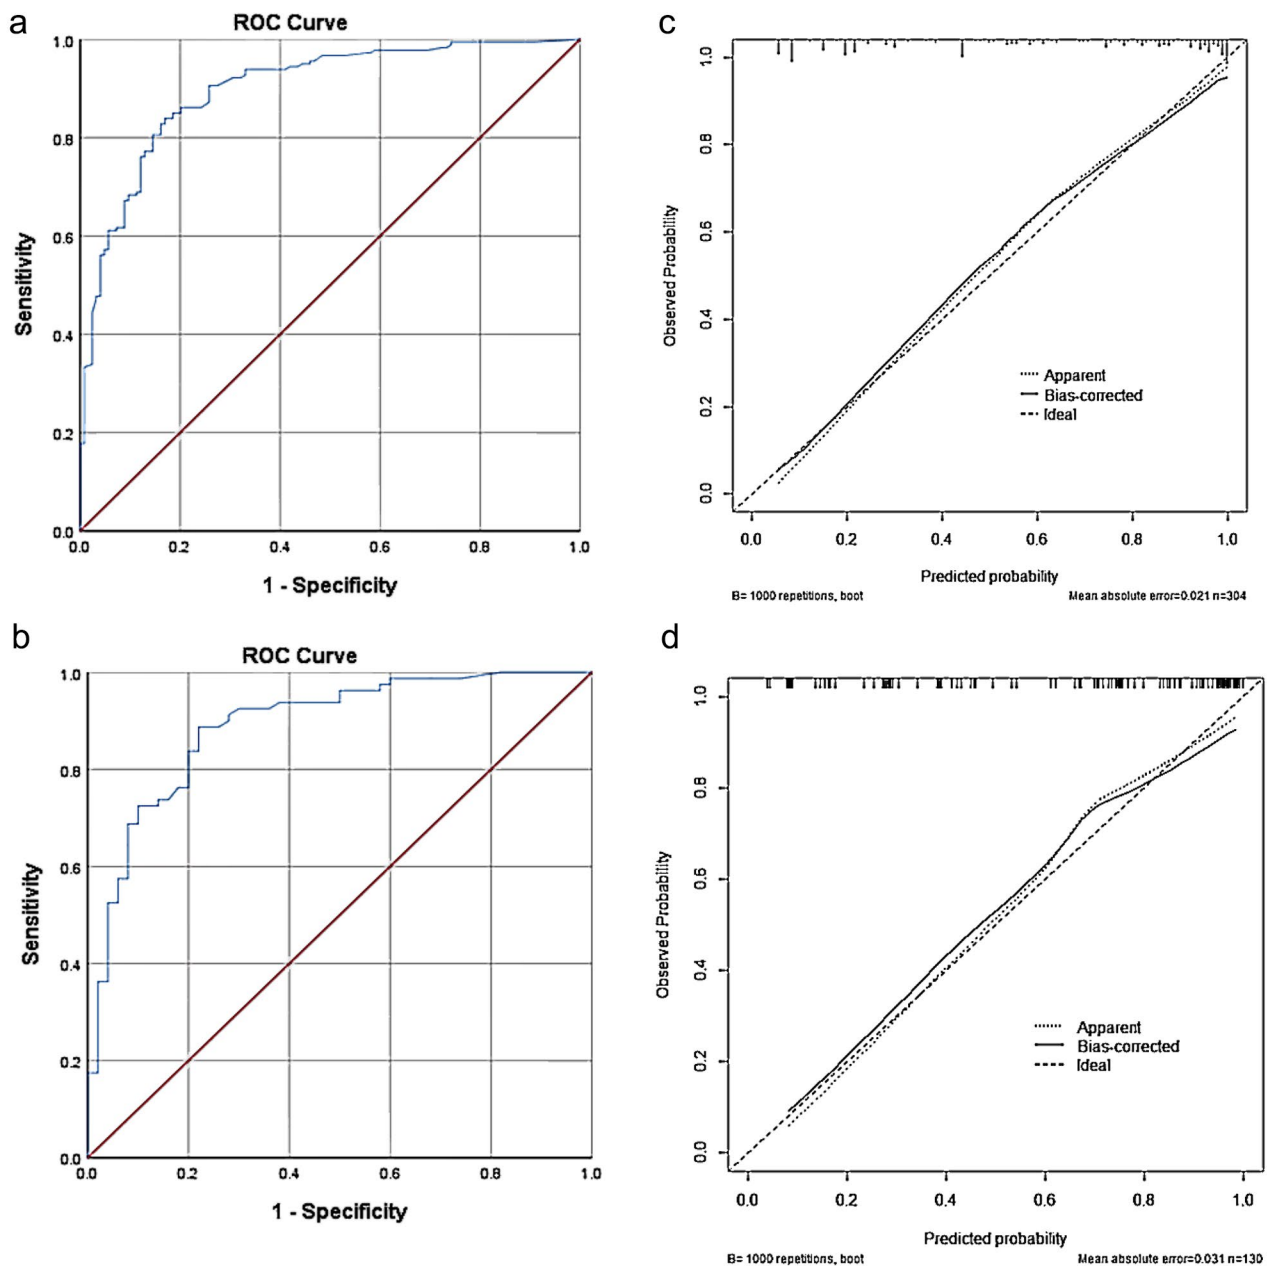 a
ROC Curve
1.0
0.8
0.6
0.4
0.2
0.0
Sensitivity
0.0 0.2 0.4 0.6 0.8 1.0
1 - Specificity
c
1.0
0.8
0.6
0.4
0.2
0.0
Observed Probability
Apparent
Bias-corrected
Ideal
0.0 0.2 0.4 0.6 0.8 1.0
Predicted probability
B= 1000 repetitions, boot
Mean absolute error=0.021 n=304
b
ROC Curve
1.0
0.8
0.6
0.4
0.2
0.0
Sensitivity
0.0 0.2 0.4 0.6 0.8 1.0
1 - Specificity
d
1.0
0.8
0.6
0.4
0.2
0.0
Observed Probability
Apparent
Bias-corrected
Ideal
0.0 0.2 0.4 0.6 0.8 1.0
Predicted probability
B= 1000 repetitions, boot
Mean absolute error=0.031 n=130